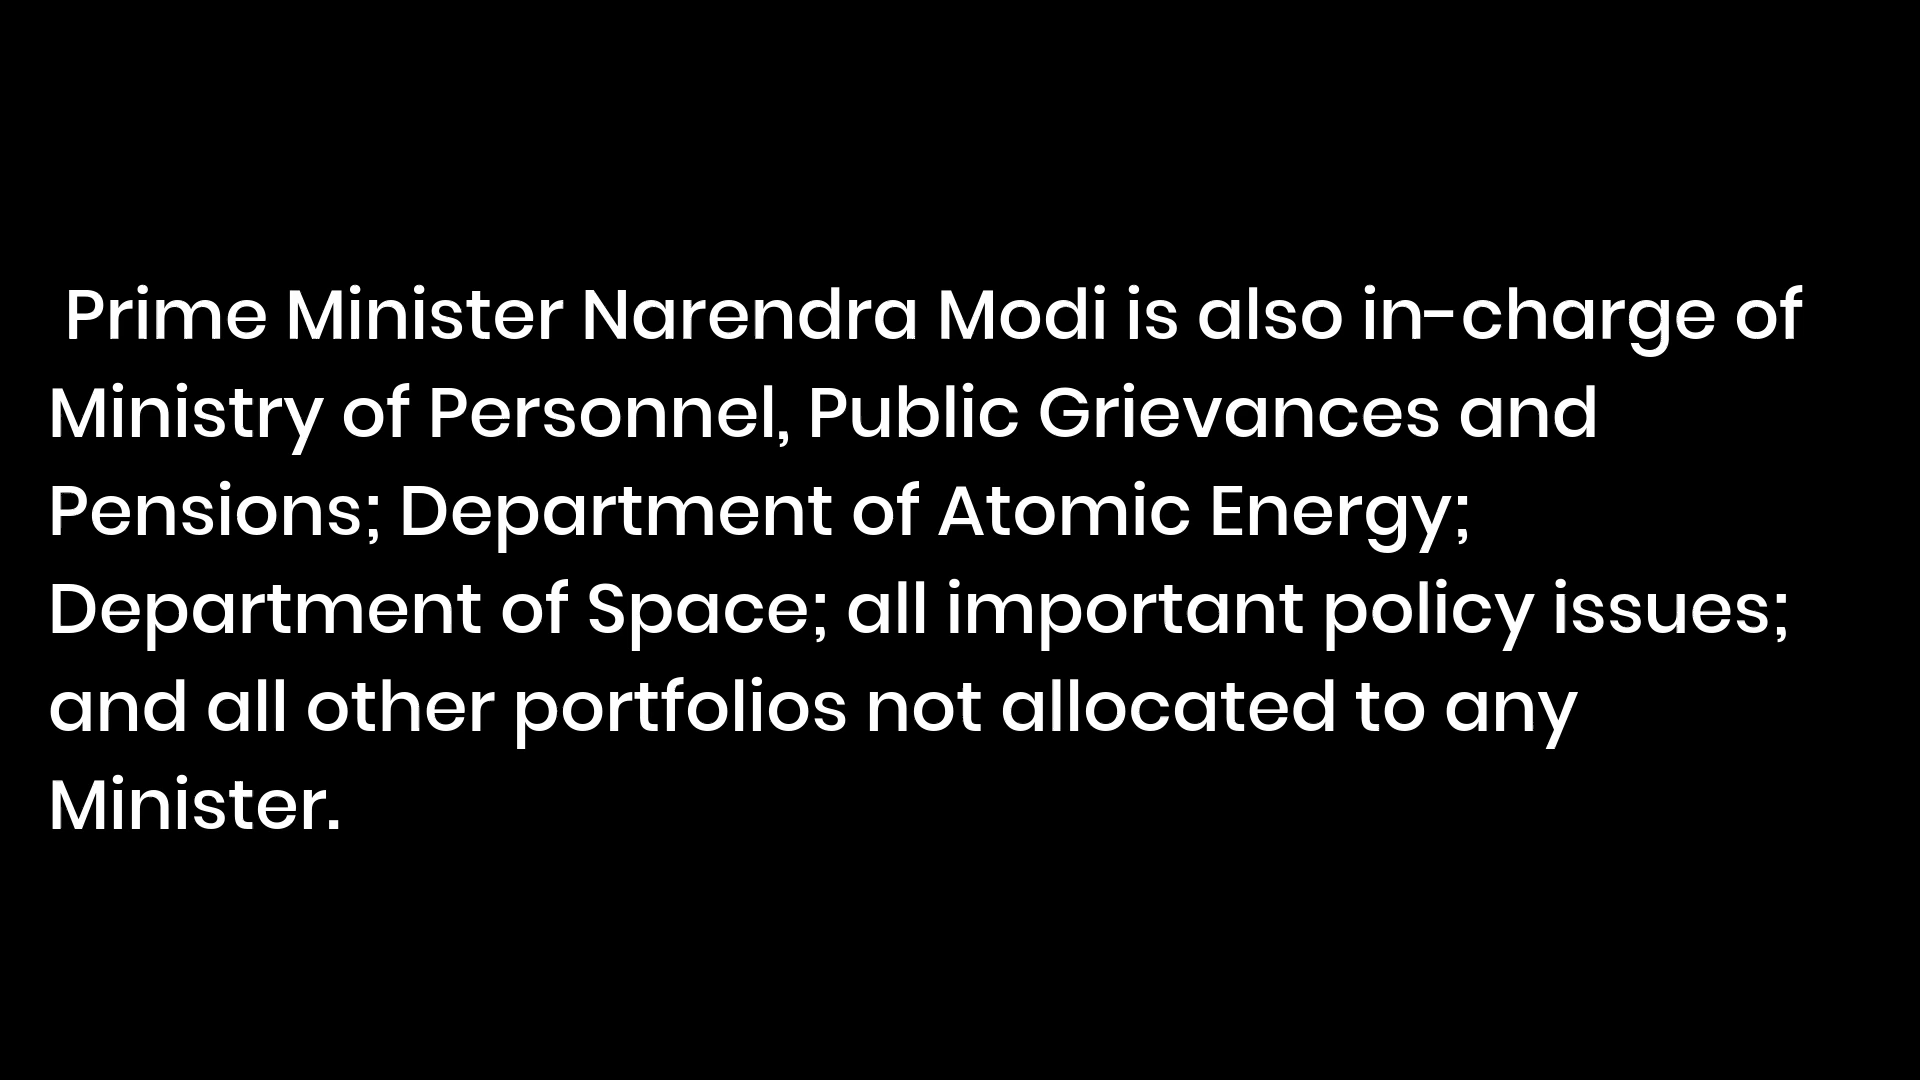 Prime Minister Narendra Modi is also in-charge of
Ministry of Personnel, Public Grievances and
Pensions; Department of Atomic Energy;
Department of Space; all important policy issues;
and all other portfolios not allocated to any
Minister.